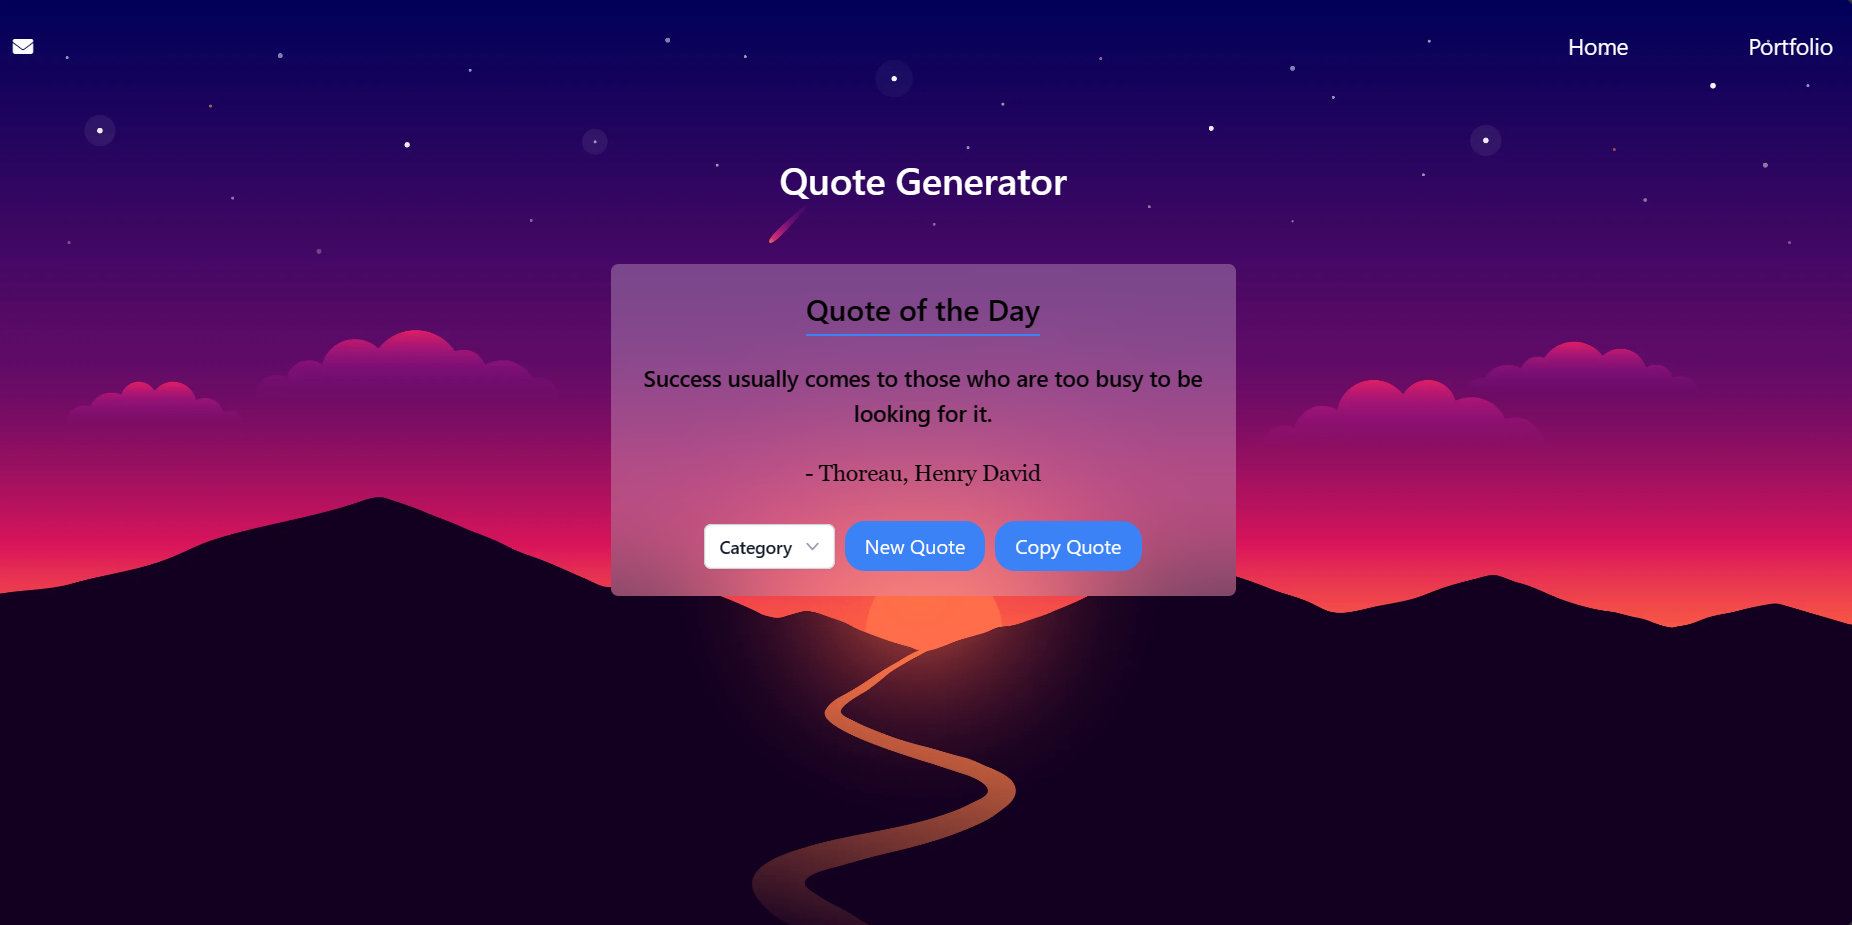 Home
Portfolio
Quote Generator
Quote of the Day
Success usually comes to those who are too busy to be
looking for it.
- Thoreau, Henry David
Category
New Quote
Copy Quote